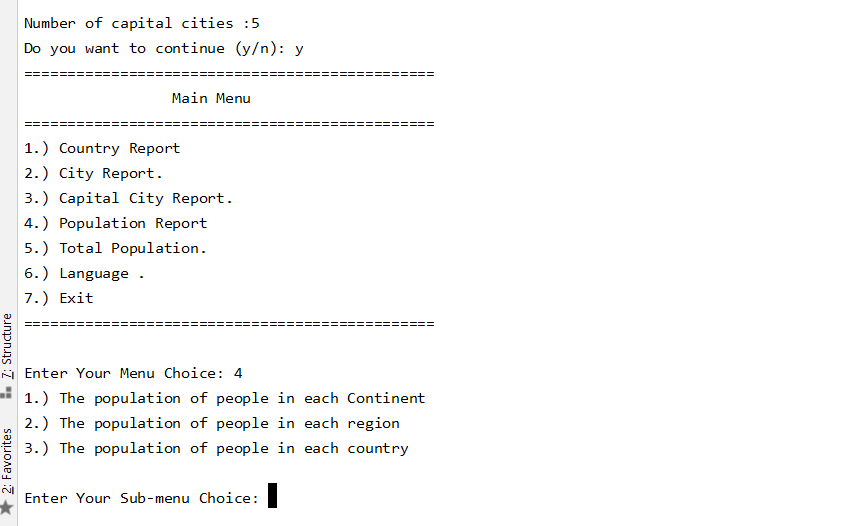 Number of capital cities :5
Do you want to continue (y/n): y
===============================================
Main Menu
===============================================
1.) Country Report
2.) City Report.
3.) Capital City Report.
4.) Population Report
5.) Total Population.
6.) Language .
7.) Exit
===============================================
Enter Your Menu Choice: 4
1.) The population of people in each Continent
2.) The population of people in each region
3.) The population of people in each country
Enter Your Sub-menu Choice:
7: Structure
2: Favorites